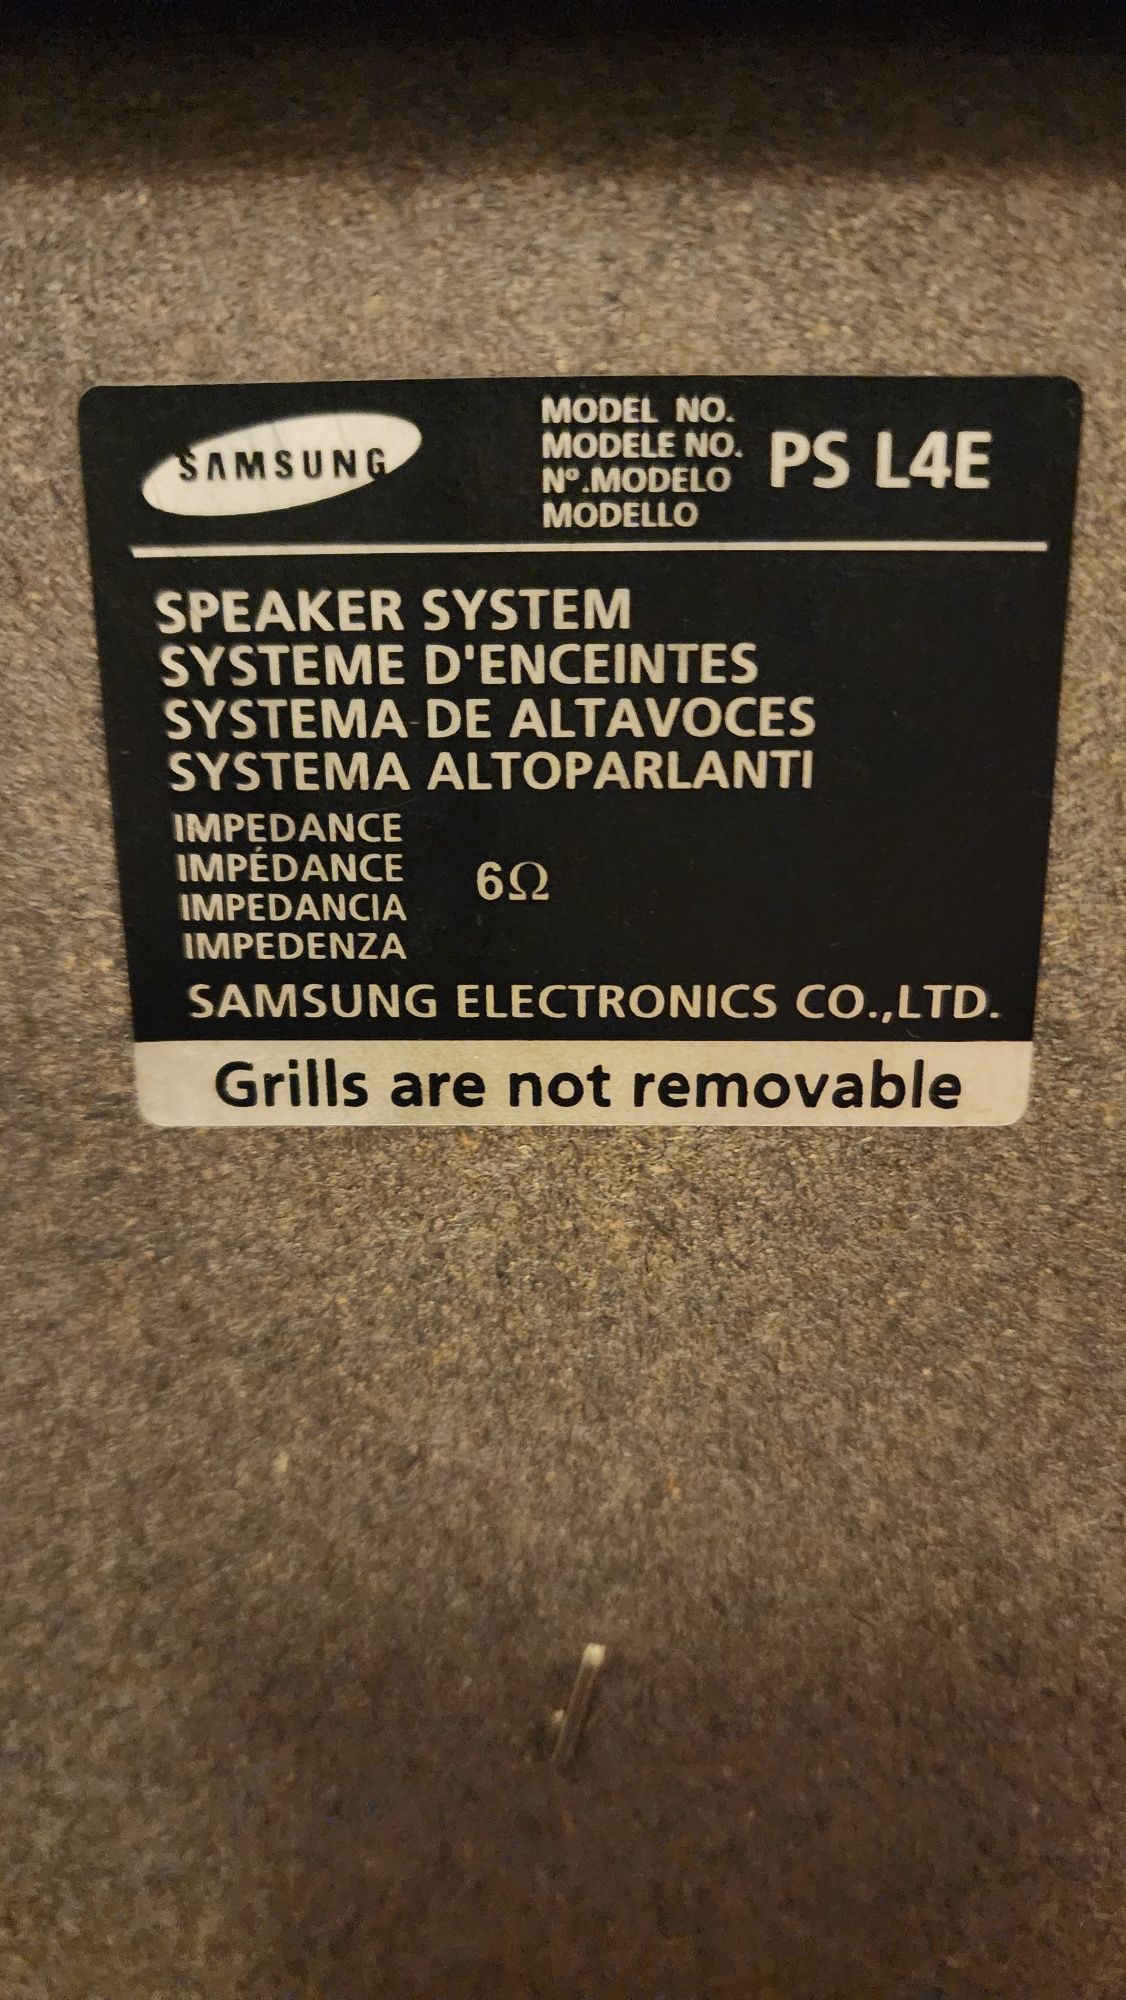 SAMSUNG
MODEL NO.
MODELE NO.
Nº.MODELO
MODELLO
PS L4E
SPEAKER SYSTEM
SYSTEME D'ENCEINTES
SYSTEMA DE ALTAVOCES
SYSTEMA ALTOPARLANTI
IMPEDANCE
IMPÉDANCE
IMPEDANCIA
IMPEDENZA
6Ω
SAMSUNG ELECTRONICS CO.,LTD.
Grills are not removable